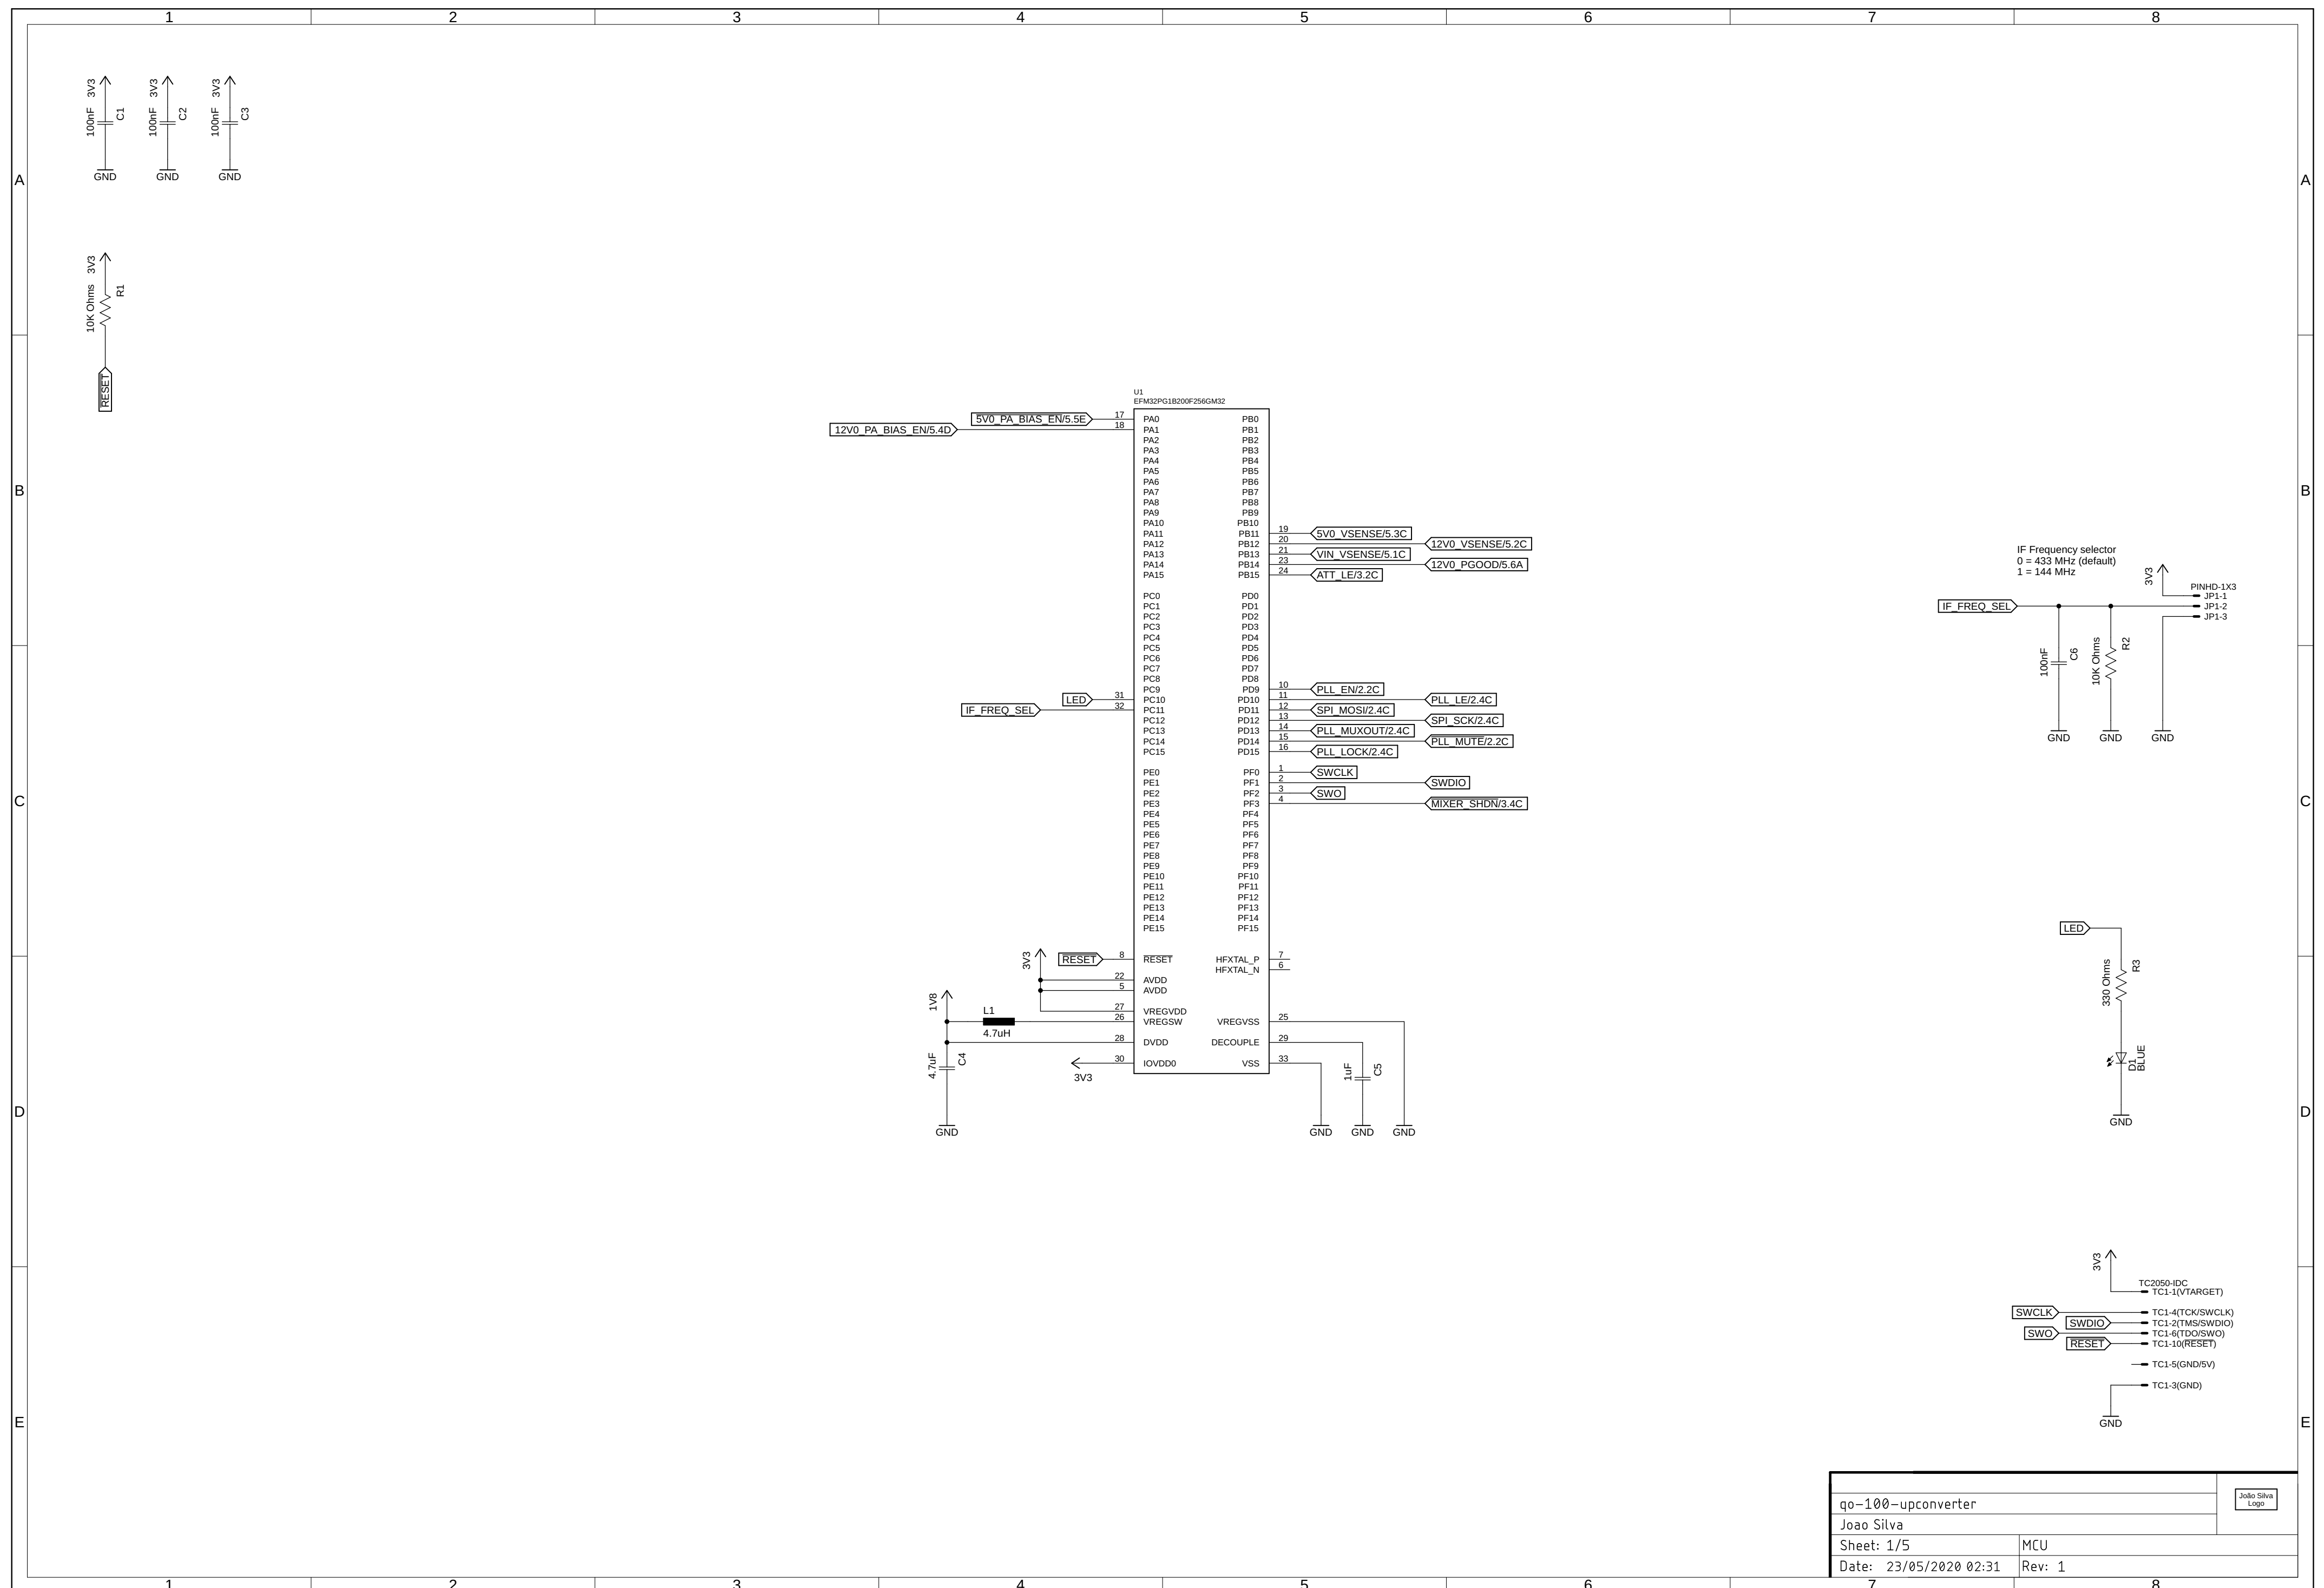 1 2 3 4 5 6 7 8
3V3 3V3 3V3
100nF C1 100nF C2 100nF C3
GND GND GND
A A
3V3
10K Ohms R1
RESET
B B
U1
EFM32PG1B200F256GM32
5V0_PA_BIAS_EN/5.5E 17 PA0 PB0
12V0_PA_BIAS_EN/5.4D 18 PA1 PB1
PA2 PB2
PA3 PB3
PA4 PB4
PA5 PB5
PA6 PB6
PA7 PB7
PA8 PB8
PA9 PB9
PA10 PB10
PA11 PB11 19 5V0_VSENSE/5.3C
PA12 PB12 20 12V0_VSENSE/5.2C
PA13 PB13 21 VIN_VSENSE/5.1C
PA14 PB14 23 12V0_PGOOD/5.6A
PA15 PB15 24 ATT_LE/3.2C
PC0 PD0
PC1 PD1
PC2 PD2
PC3 PD3
PC4 PD4
PC5 PD5
PC6 PD6
PC7 PD7
PC8 PD8
PC9 PD9 10 PLL_EN/2.2C
LED 31 PC10 PD10 11 PLL_LE/2.4C
IF_FREQ_SEL 32 PC11 PD11 12 SPI_MOSI/2.4C
PC12 PD12 13 SPI_SCK/2.4C
PC13 PD13 14 PLL_MUXOUT/2.4C
PC14 PD14 15 PLL_MUTE/2.2C
PC15 PD15 16 PLL_LOCK/2.4C
PE0 PF0 1 SWCLK
PE1 PF1 2 SWDIO
PE2 PF2 3 SWO
PE3 PF3 4 MIXER_SHDN/3.4C
PE4 PF4
PE5 PF5
PE6 PF6
PE7 PF7
PE8 PF8
PE9 PF9
PE10 PF10
PE11 PF11
PE12 PF12
PE13 PF13
PE14 PF14
PE15 PF15
3V3 RESET 8 RESET HFXTAL_P 7
HFXTAL_N 6
22 AVDD
5 AVDD
1V8 L1 27 VREGVDD
26 VREGSW VREGVSS 25
4.7uH
28 DVDD DECOUPLE 29
4.7uF C4 30 IOVDD0 VSS 33
3V3
1uF C5
GND GND GND GND
IF Frequency selector
0 = 433 MHz (default)
1 = 144 MHz
3V3
PINHD-1X3
JP1-1
IF_FREQ_SEL JP1-2
JP1-3
100nF C6 10K Ohms R2
GND GND GND
C C
LED
330 Ohms R3
D1
BLUE
GND
D D
3V3
TC2050-IDC
TC1-1(VTARGET)
SWCLK TC1-4(TCK/SWCLK)
SWDIO TC1-2(TMS/SWDIO)
SWO TC1-6(TDO/SWO)
RESET TC1-10(RESET)
TC1-5(GND/5V)
TC1-3(GND)
GND
E E
João Silva
Logo
qo-100-upconverter
Joao Silva
Sheet: 1/5 MCU
Date: 23/05/2020 02:31 Rev: 1
1 2 3 4 5 6 7 8